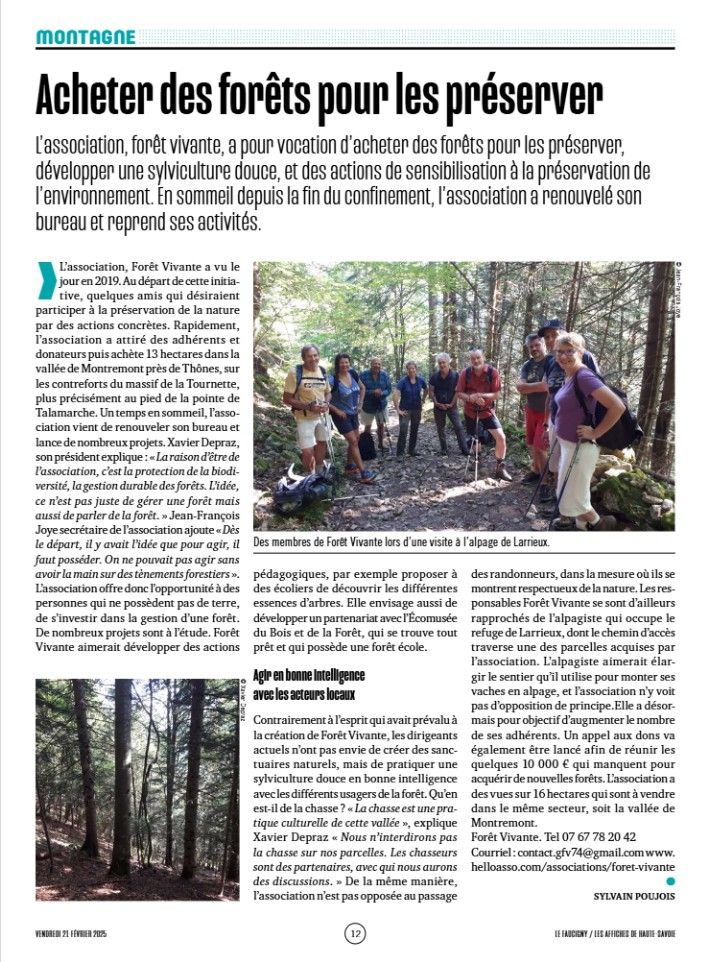 MONTAGNE
Acheter des forêts pour les préserver
L'association, forêt vivante, a pour vocation d'acheter des forêts pour les préserver,
développer une sylviculture douce, et des actions de sensibilisation à la préservation de
l'environnement. En sommeil depuis la fin du confinement, l'association a renouvelé son
bureau et reprend ses activités.
L'association, Forêt Vivante a vu le
jour en 2019. Au départ de cette initia-
tive, quelques amis qui désiraient
participer à la préservation de la nature
par des actions concrètes. Rapidement,
l'association a attiré des adhérents et
donateurs puis achète 13 hectares dans la
vallée de Montremont près de Thônes, sur
les contreforts du massif de la Tournette,
plus précisément au pied de la pointe de
Talamarche. Un temps en sommeil, l'asso-
ciation vient de renouveler son bureau et
lance de nombreux projets. Xavier Depraz,
son président explique : « La raison d'être de
l'association, c'est la protection de la biodi-
versité, la gestion durable des forêts. L'idée,
ce n'est pas juste de gérer une forêt mais
aussi de parler de la forêt. » Jean-François
Joye secrétaire de l'association ajoute « Dès
le départ, il y avait l'idée que pour agir, il
faut posséder. On ne pouvait pas agir sans
avoir la main sur des tènements forestiers ».
L'association offre donc l'opportunité à des
personnes qui ne possèdent pas de terre,
de s'investir dans la gestion d'une forêt.
De nombreux projets sont à l'étude. Forêt
Vivante aimerait développer des actions
© Jean-François Joye
Des membres de Forêt Vivante lors d'une visite à l'alpage de Larrieux.
© Xavier Depraz
pédagogiques, par exemple proposer à
des écoliers de découvrir les différentes
essences d'arbres. Elle envisage aussi de
développer un partenariat avec l'Écomusée
du Bois et de la Forêt, qui se trouve tout
prêt et qui possède une forêt école.
Agir en bonne intelligence
avec les acteurs locaux
Contrairement à l'esprit qui avait prévalu à
la création de Forêt Vivante, les dirigeants
actuels n'ont pas envie de créer des sanc-
tuaires naturels, mais de pratiquer une
sylviculture douce en bonne intelligence
avec les différents usagers de la forêt. Qu'en
est-il de la chasse ? « La chasse est une pra-
tique culturelle de cette vallée », explique
Xavier Depraz « Nous n'interdirons pas
la chasse sur nos parcelles. Les chasseurs
sont des partenaires, avec qui nous aurons
des discussions. » De la même manière,
l'association n'est pas opposée au passage
des randonneurs, dans la mesure où ils se
montrent respectueux de la nature. Les res-
ponsables Forêt Vivante se sont d'ailleurs
rapprochés de l'alpagiste qui occupe le
refuge de Larrieux, dont le chemin d'accès
traverse une des parcelles acquises par
l'association. L'alpagiste aimerait élar-
gir le sentier qu'il utilise pour monter ses
vaches en alpage, et l'association n'y voit
pas d'opposition de principe.Elle a désor-
mais pour objectif d'augmenter le nombre
de ses adhérents. Un appel aux dons va
également être lancé afin de réunir les
quelques 10 000 € qui manquent pour
acquérir de nouvelles forêts. L'association a
des vues sur 16 hectares qui sont à vendre
dans le même secteur, soit la vallée de
Montremont.
Forêt Vivante. Tel 07 67 78 20 42
Courriel : contact.gfv74@gmail.com www.
helloasso.com/associations/foret-vivante
SYLVAIN POUJOIS
VENDREDI 21 FÉVRIER 2025
12
LE FAUCIGNY / LES AFFICHES DE HAUTE-SAVOIE